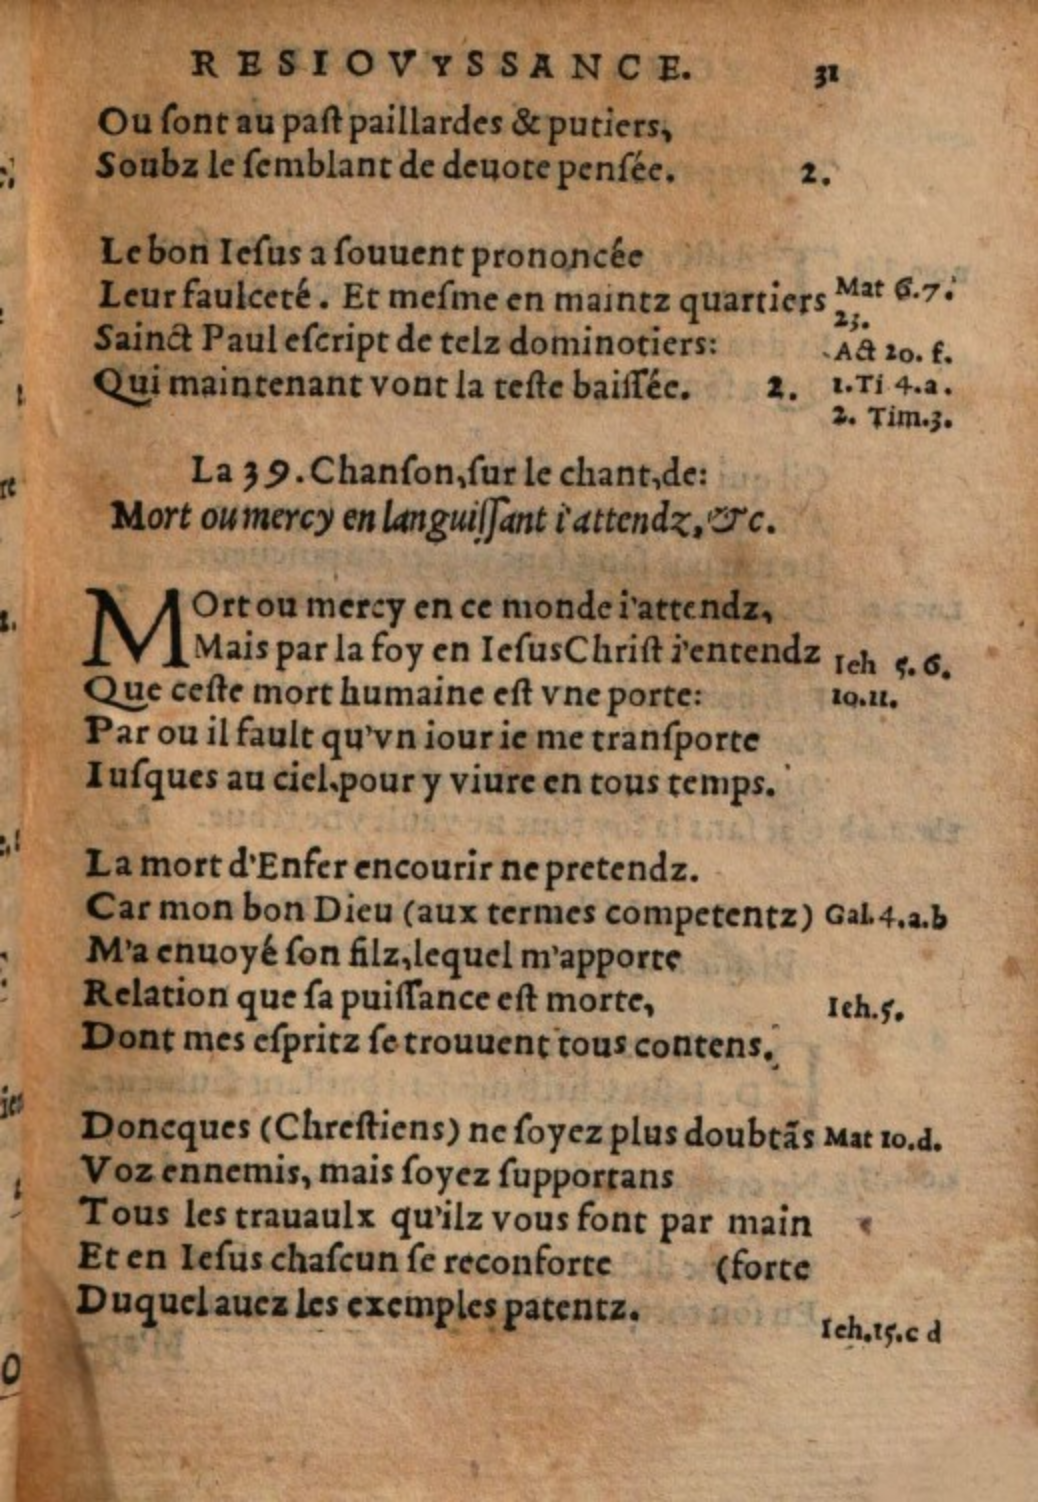 RESIOVYSSANCE. 31
Ou ſont au paſt paillardes & putiers,
Soubz le ſemblant de deuote penſée. 2.
Le bon Ieſus a ſouuent prononcée
Leur faulceté. Et meſme en maintz quartiers Mat 6.7.
23.
Sainct Paul eſcript de telz dominotiers: Act 20. f.
Qui maintenant vont la teſte baiſſée. 2. 1.Ti 4.a.
2. Tim.3.
La 39. Chanſon, ſur le chant, de:
Mort ou mercy en languiſſant i'attendz, &c.
MOrt ou mercy en ce monde i'attendz,
Mais par la foy en Ieſus Chriſt i'entendz Ieh 5.6.
Que ceſte mort humaine eſt vne porte: 10.11.
Par ou il fault qu'vn iour ie me tranſporte
Iuſques au ciel, pour y viure en tous temps.
La mort d'Enfer encourir ne pretendz.
Car mon bon Dieu (aux termes competentz) Gal.4.a.b
M'a enuoyé ſon filz, lequel m'apporte
Relation que ſa puiſſance eſt morte, Ieh.5.
Dont mes eſpritz ſe trouuent tous contens.
Doncques (Chreſtiens) ne ſoyez plus doubtãs Mat 10.d.
Voz ennemis, mais ſoyez ſupportans
Tous les trauaulx qu'ilz vous font par main
Et en Ieſus chaſcun ſe reconforte (forte
Duquel auez les exemples patentz.
Ieh.15.c d